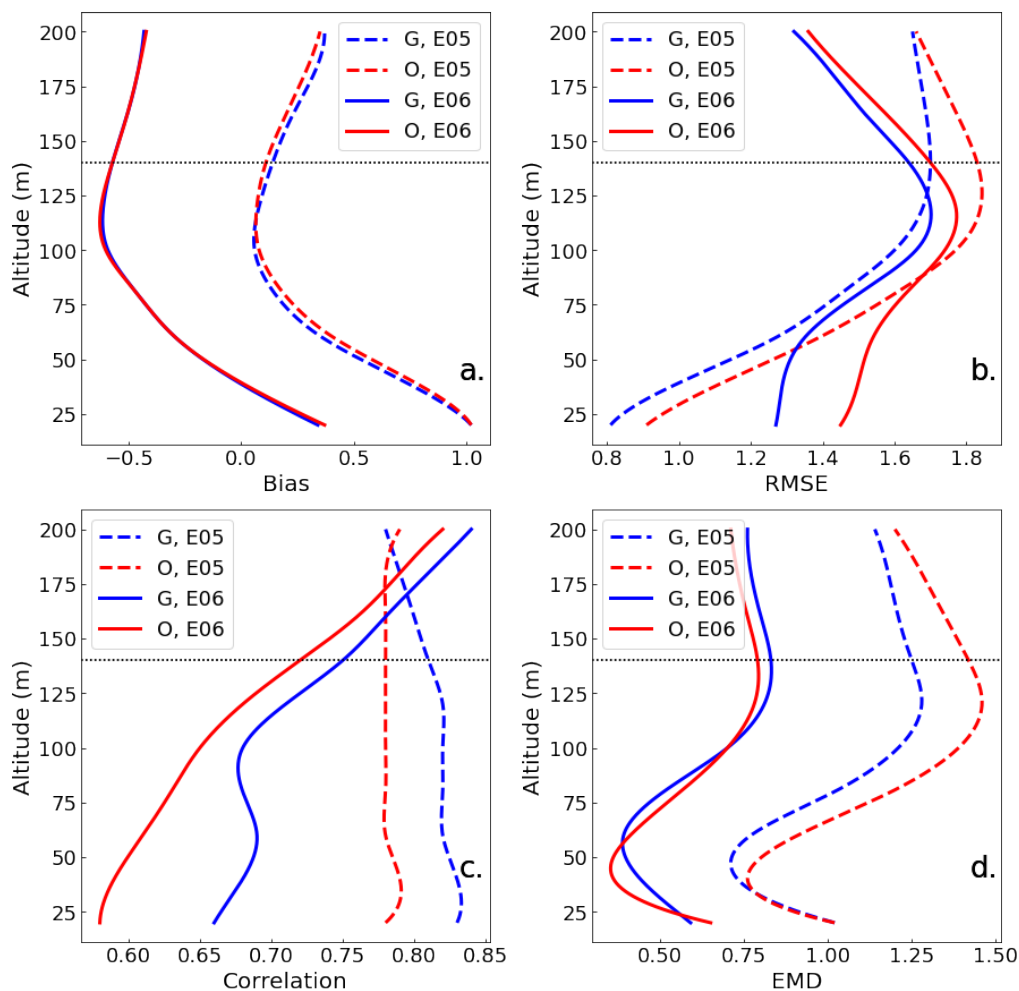 200
175
150
125
100
75
50
25
Altitude (m)
G, E05
O, E05
G, E06
O, E06
a.
−0.5
0.0
0.5
1.0
Bias
200
175
150
125
100
75
50
25
Altitude (m)
G, E05
O, E05
G, E06
O, E06
b.
0.8
1.0
1.2
1.4
1.6
1.8
RMSE
200
175
150
125
100
75
50
25
Altitude (m)
G, E05
O, E05
G, E06
O, E06
c.
0.60
0.65
0.70
0.75
0.80
0.85
Correlation
200
175
150
125
100
75
50
25
Altitude (m)
G, E05
O, E05
G, E06
O, E06
d.
0.50
0.75
1.00
1.25
1.50
EMD